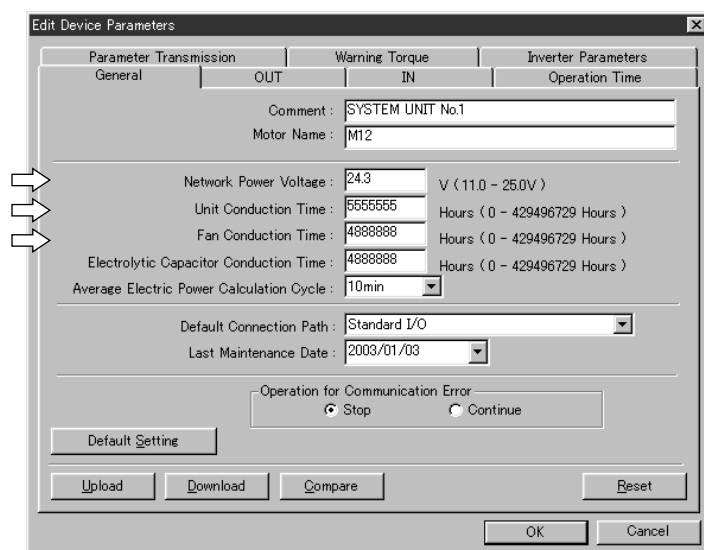 Edit Device Parameters
Parameter Transmission Warning Torque Inverter Parameters
General OUT IN Operation Time
Comment : SYSTEM UNIT No.1
Motor Name : M12
Network Power Voltage : 24.3 V ( 11.0 - 25.0V )
Unit Conduction Time : 5555555 Hours ( 0 - 429496729 Hours )
Fan Conduction Time : 4888888 Hours ( 0 - 429496729 Hours )
Electrolytic Capacitor Conduction Time : 4888888 Hours ( 0 - 429496729 Hours )
Average Electric Power Calculation Cycle : 10min
Default Connection Path : Standard I/O
Last Maintenance Date : 2003/01/03
Operation for Communication Error
Stop Continue
Default Setting
Upload Download Compare Reset
OK Cancel